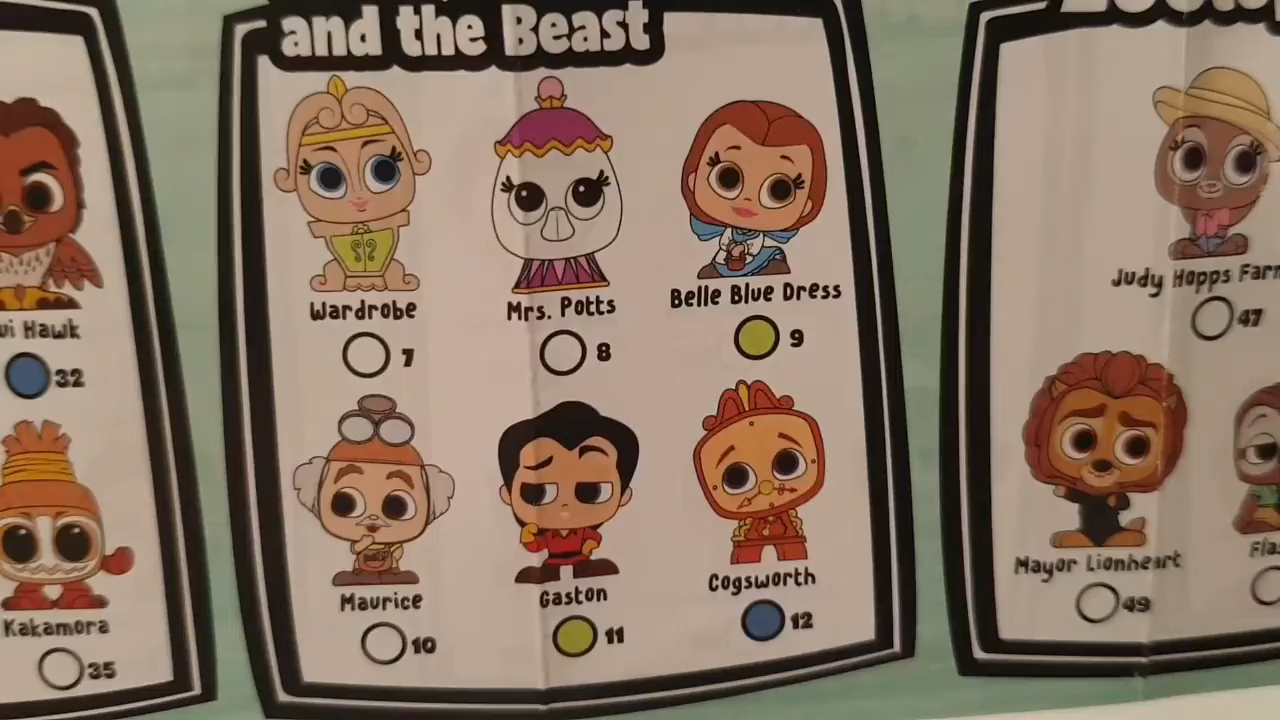 and the Beast
Wardrobe
7
Mrs. Potts
8
Belle Blue Dress
9
Maurice
10
Gaston
11
Cogsworth
12
Hawk
32
Kakamora
35
Judy Hopps
47
Mayor Lionheart
49